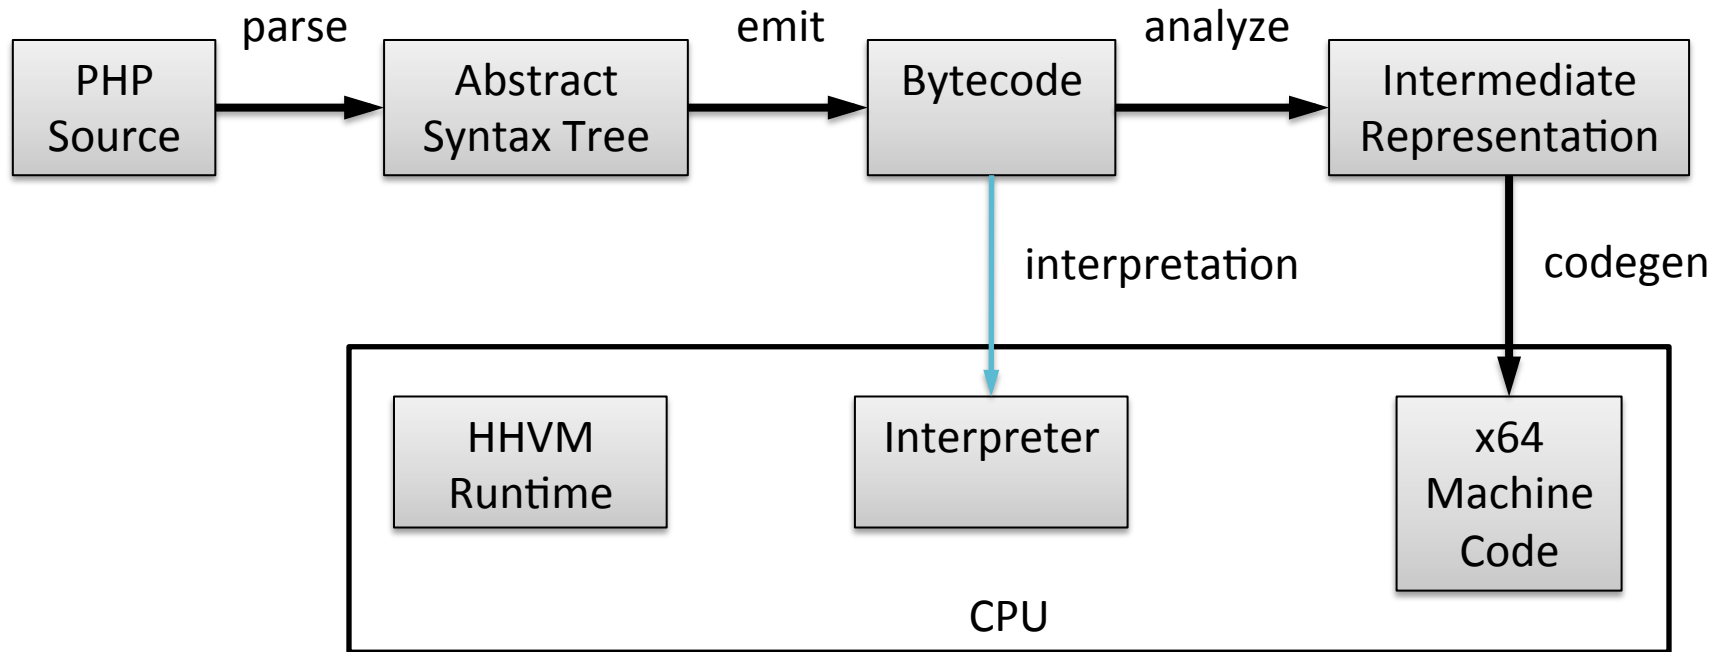 parse
emit
analyze
PHP
Source
Abstract
Syntax Tree
Bytecode
Intermediate
Representation
interpretation
codegen
HHVM
Runtime
Interpreter
x64
Machine
Code
CPU